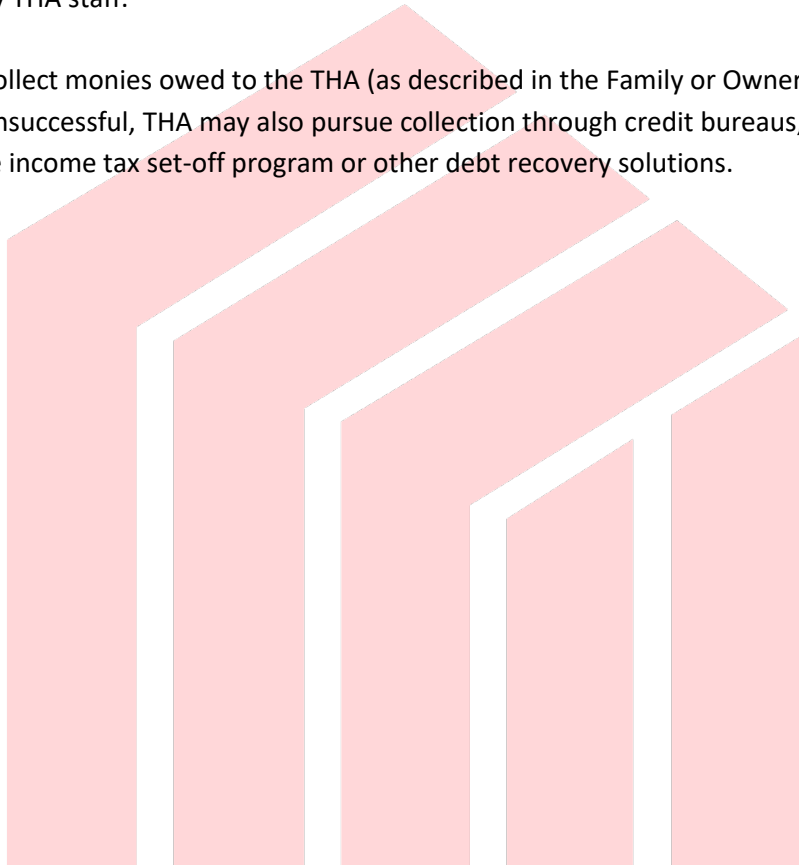 THA staff.
ollect monies owed to the THA (as described in the Family or Owner
nsuccessful, THA may also pursue collection through credit bureaus,
income tax set-off program or other debt recovery solutions.